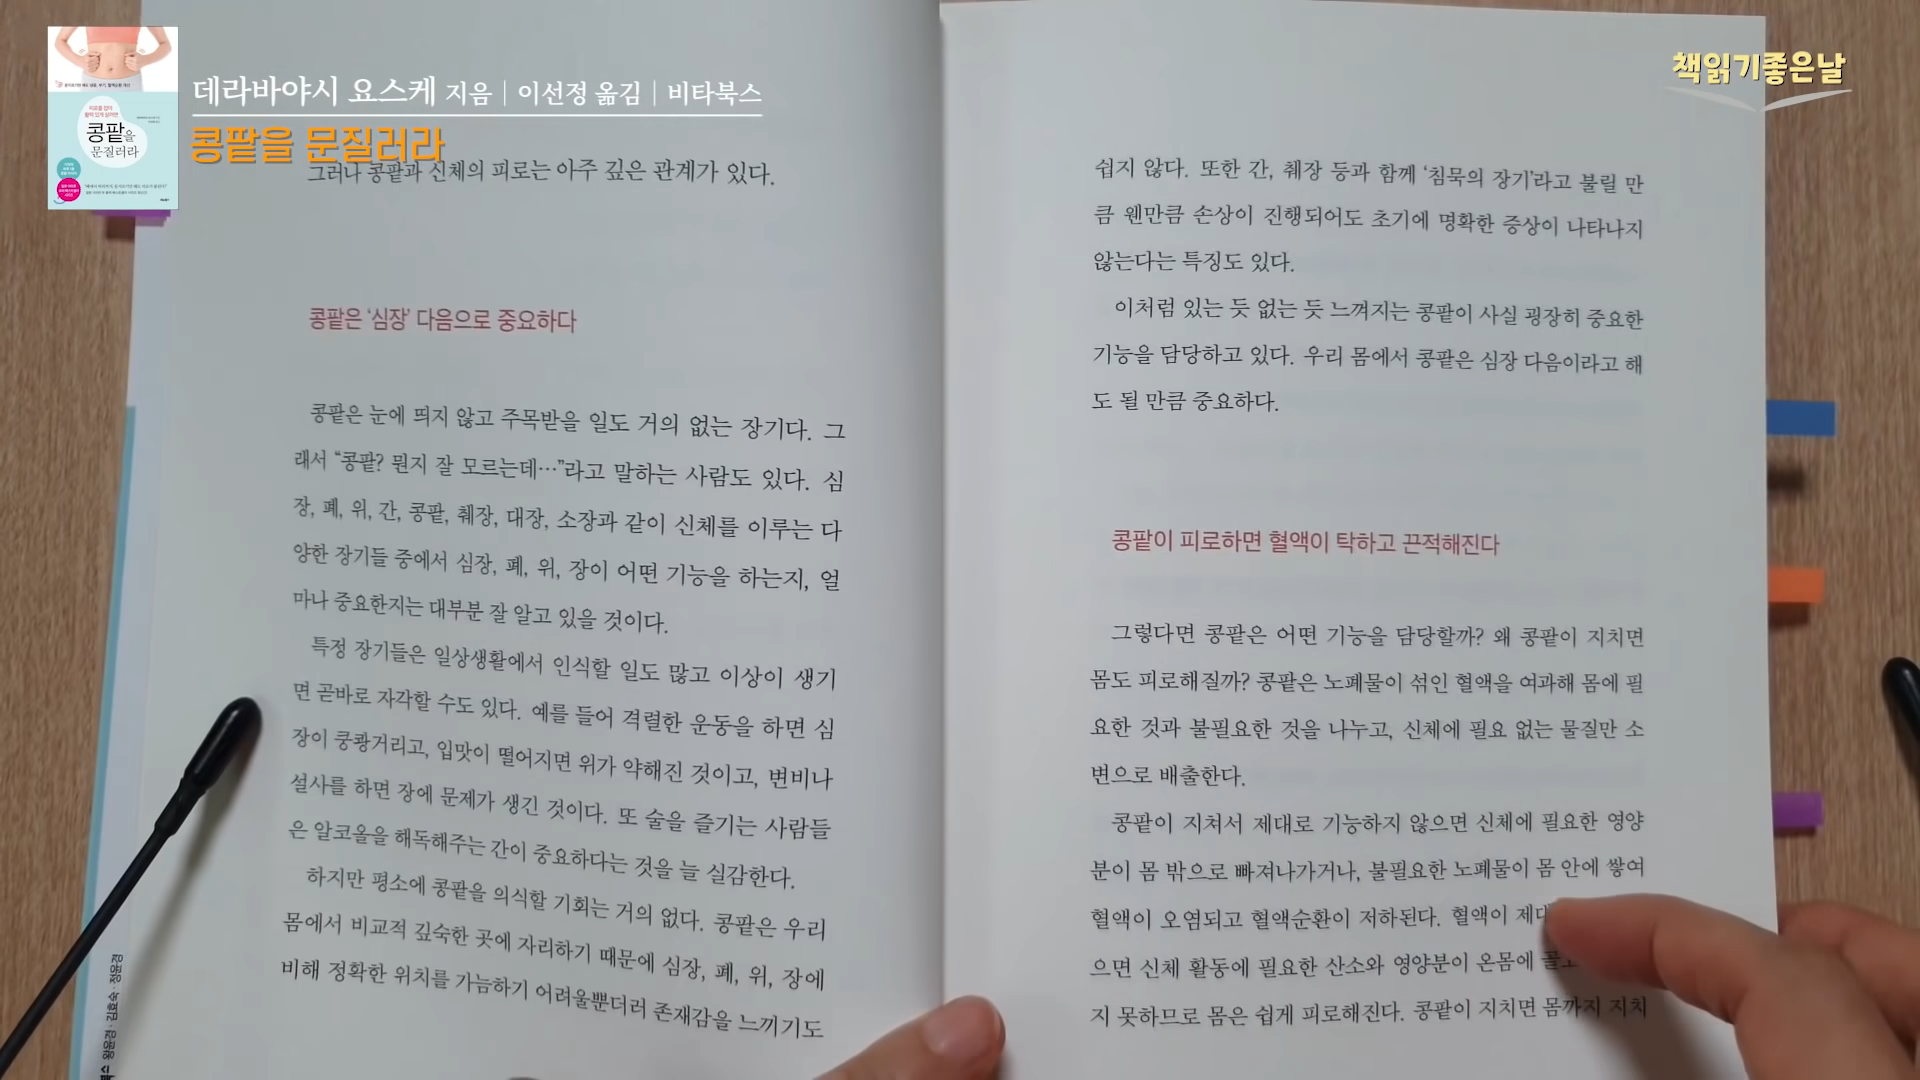 데라바야시 요스케 지음 | 이선정 옮김 | 비타북스
콩팥을 문질러라
책읽기좋은날
콩팥을
문질러라
그러나 콩팥과 신체의 피로는 아주 깊은 관계가 있다.
콩팥은 ‘심장’ 다음으로 중요하다
콩팥은 눈에 띄지 않고 주목받을 일도 거의 없는 장기다. 그
래서 “콩팥? 뭔지 잘 모르는데…”라고 말하는 사람도 있다. 심
장, 폐, 위, 간, 콩팥, 췌장, 대장, 소장과 같이 신체를 이루는 다
양한 장기들 중에서 심장, 폐, 위, 장이 어떤 기능을 하는지, 얼
마나 중요한지는 대부분 잘 알고 있을 것이다.
특정 장기들은 일상생활에서 인식할 일도 많고 이상이 생기
면 곧바로 자각할 수도 있다. 예를 들어 격렬한 운동을 하면 심
장이 쿵쾅거리고, 입맛이 떨어지면 위가 약해진 것이고, 변비나
설사를 하면 장에 문제가 생긴 것이다. 또 술을 즐기는 사람들
은 알코올을 해독해주는 간이 중요하다는 것을 늘 실감한다.
하지만 평소에 콩팥을 의식할 기회는 거의 없다. 콩팥은 우리
몸에서 비교적 깊숙한 곳에 자리하기 때문에 심장, 폐, 위, 장에
비해 정확한 위치를 가늠하기 어려울뿐더러 존재감을 느끼기도
쉽지 않다. 또한 간, 췌장 등과 함께 ‘침묵의 장기’라고 불릴 만
큼 웬만큼 손상이 진행되어도 초기에 명확한 증상이 나타나지
않는다는 특징도 있다.
이처럼 있는 듯 없는 듯 느껴지는 콩팥이 사실 굉장히 중요한
기능을 담당하고 있다. 우리 몸에서 콩팥은 심장 다음이라고 해
도 될 만큼 중요하다.
콩팥이 피로하면 혈액이 탁하고 끈적해진다
그렇다면 콩팥은 어떤 기능을 담당할까? 왜 콩팥이 지치면
몸도 피로해질까? 콩팥은 노폐물이 섞인 혈액을 여과해 몸에 필
요한 것과 불필요한 것을 나누고, 신체에 필요 없는 물질만 소
변으로 배출한다.
콩팥이 지쳐서 제대로 기능하지 않으면 신체에 필요한 영양
분이 몸 밖으로 빠져나가거나, 불필요한 노폐물이 몸 안에 쌓여
혈액이 오염되고 혈액순환이 저하된다. 혈액이
으면 신체 활동에 필요한 산소와 영양분이 온몸에
지 못하므로 몸은 쉽게 피로해진다. 콩팥이 지치면 몸까지 지치
왕윤경 · 김효숙 · 정윤경